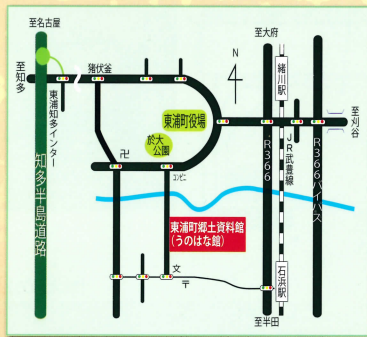 至名古屋
至大府
至知多
猪伏釜
N
緒川駅
東浦知多インター
東浦町役場
於大
公園
至刈谷
卍
コンビニ
R366
JR武豊線
R366バイパス
知多半島道路
東浦町郷土資料館
(うのはな館)
文
〒
石浜駅
至半田